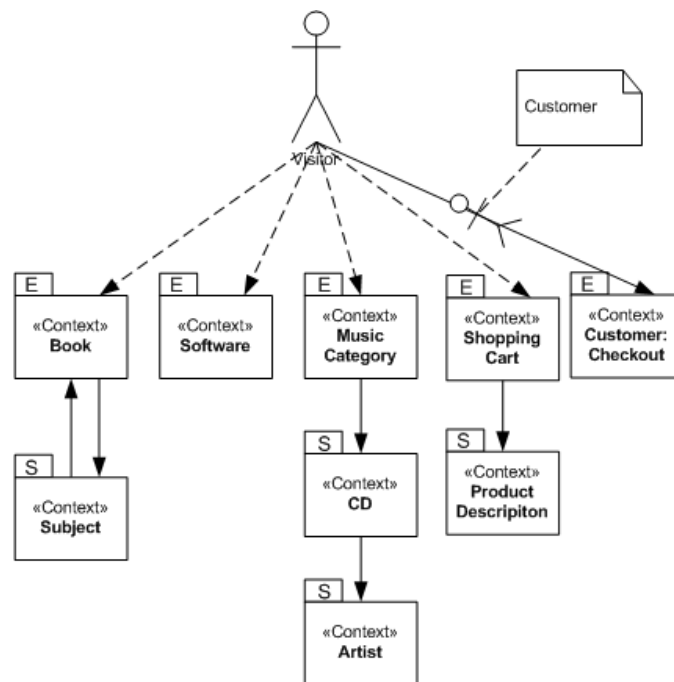 Customer
Visitor
E
«Context»
Book
E
«Context»
Software
E
«Context»
Music
Category
E
«Context»
Shopping
Cart
E
«Context»
Customer:
Checkout
S
«Context»
Subject
S
«Context»
CD
S
«Context»
Product
Descripiton
S
«Context»
Artist